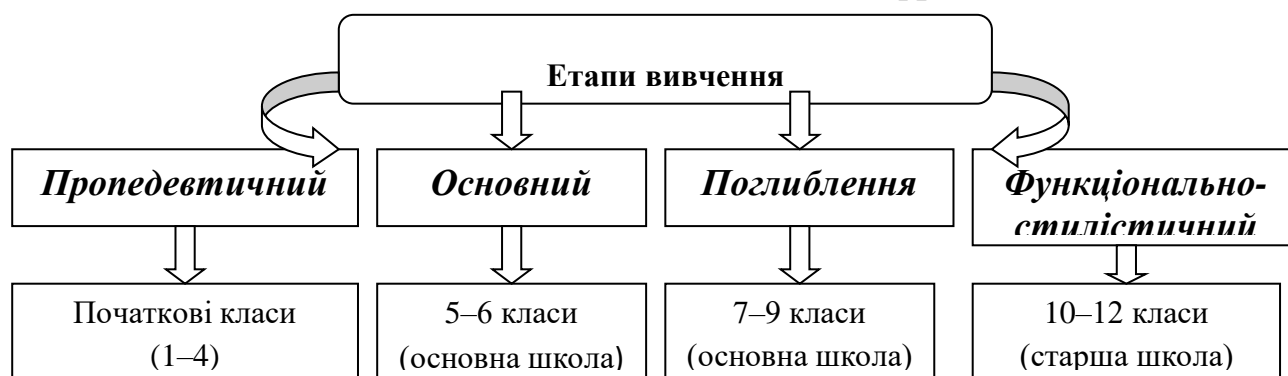 Етапи вивчення
Пропедевтичний
Основний
Поглиблення
Функціонально-
стилістичний
Початкові класи
(1–4)
5–6 класи
(основна школа)
7–9 класи
(основна школа)
10–12 класи
(старша школа)